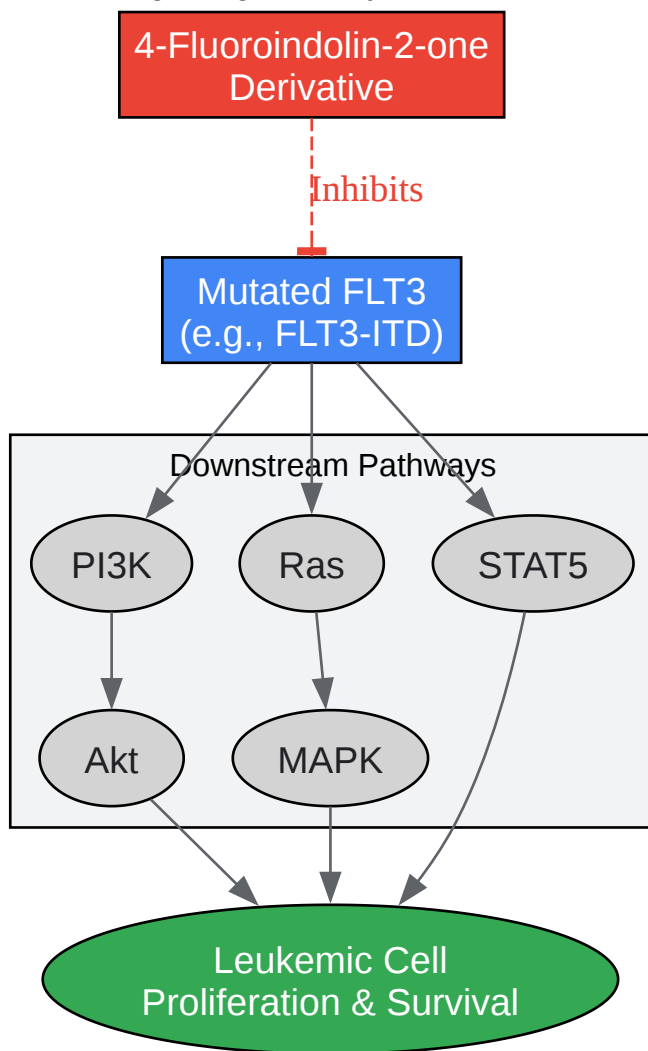 4-Fluoroindolin-2-one
Derivative
Inhibits
Mutated FLT3
(e.g., FLT3-ITD)
Downstream Pathways
PI3K
Ras
STAT5
Akt
MAPK
Leukemic Cell
Proliferation & Survival